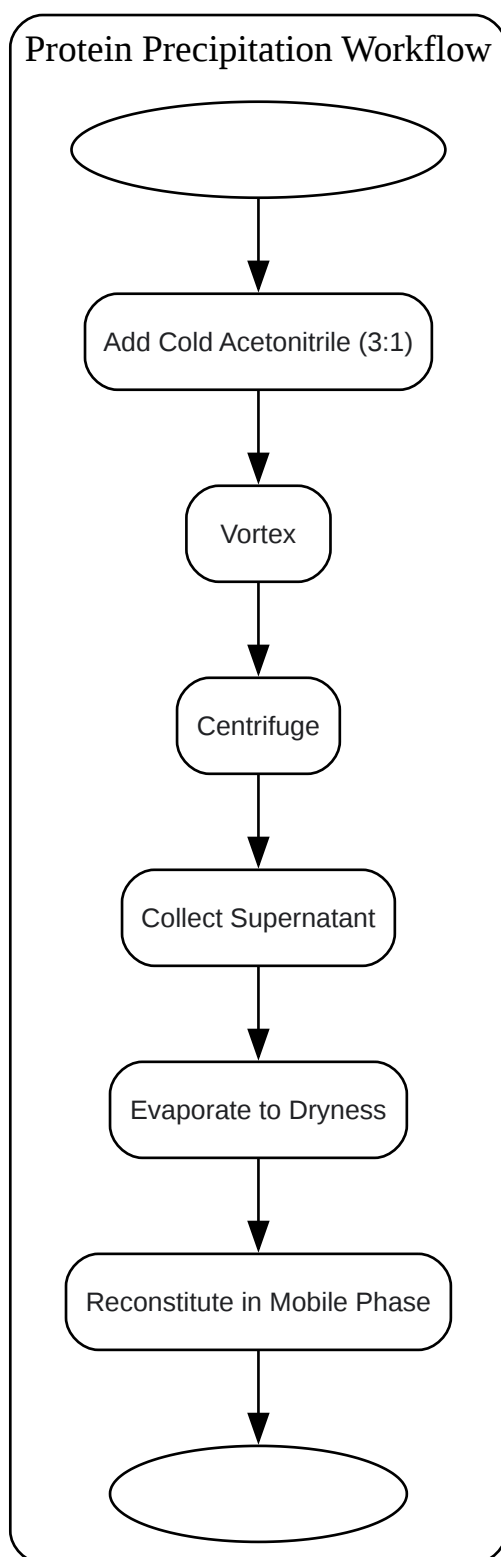 Protein Precipitation Workflow
Add Cold Acetonitrile (3:1)
Vortex
Centrifuge
Collect Supernatant
Evaporate to Dryness
Reconstitute in Mobile Phase